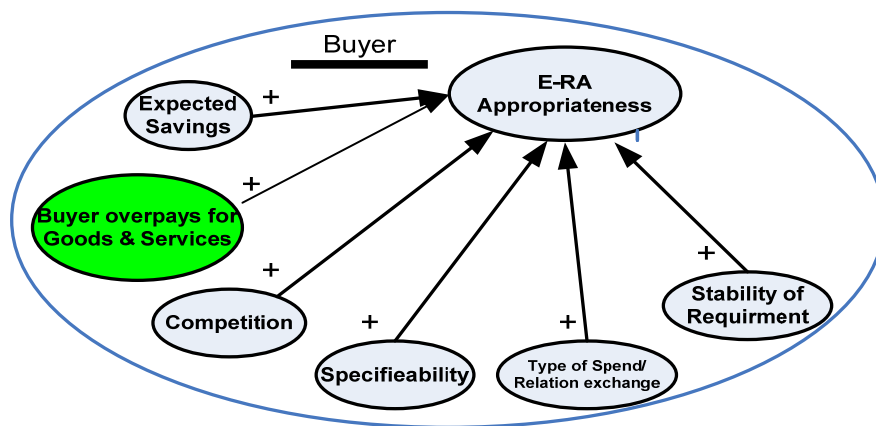 Buyer
E-RA
Appropriateness
Expected
Savings
+
+
Buyer overpays for
Goods & Services
+
Competition
+
Specifieability
+
Type of Spend/
Relation exchange
+
Stability of
Requirment